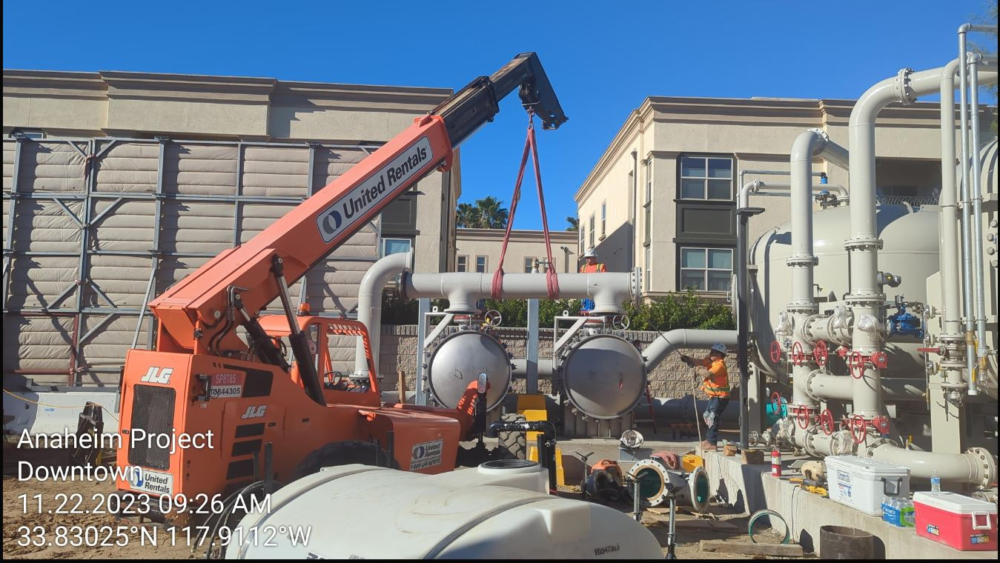 United Rentals
JLG
SP8T85
10844305
JLG
United
Rentals
1-800-UR RENTS
United
Rentals
Anaheim Project
Downtown
11.22.2023 09:26 AM
33.83025°N 117.9112°W